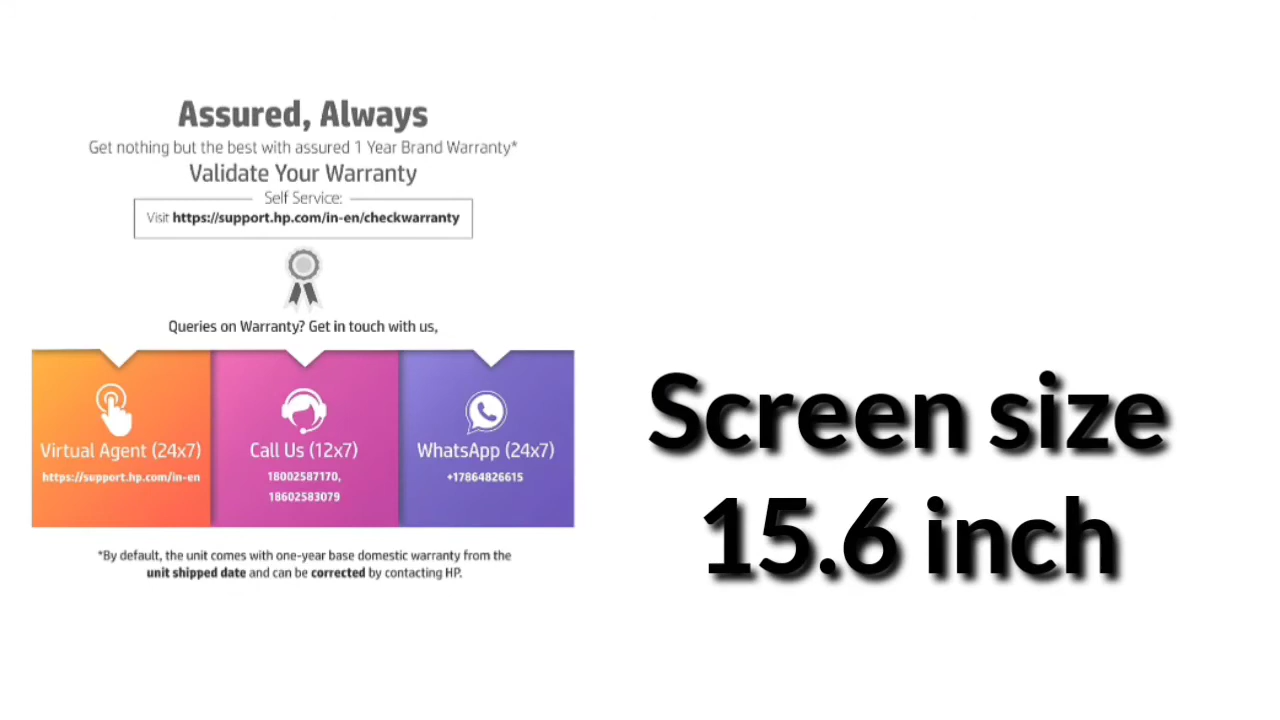 Assured, Always
Get nothing but the best with assured 1 Year Brand Warranty*
Validate Your Warranty
Self Service:
Visit https://support.hp.com/in-en/checkwarranty
Queries on Warranty? Get in touch with us,
Virtual Agent (24x7)
https://support.hp.com/in-en
Call Us (12x7)
18002587170,
18602583079
WhatsApp (24x7)
+17864826615
*By default, the unit comes with one-year base domestic warranty from the
unit shipped date and can be corrected by contacting HP.
Screen size
15.6 inch